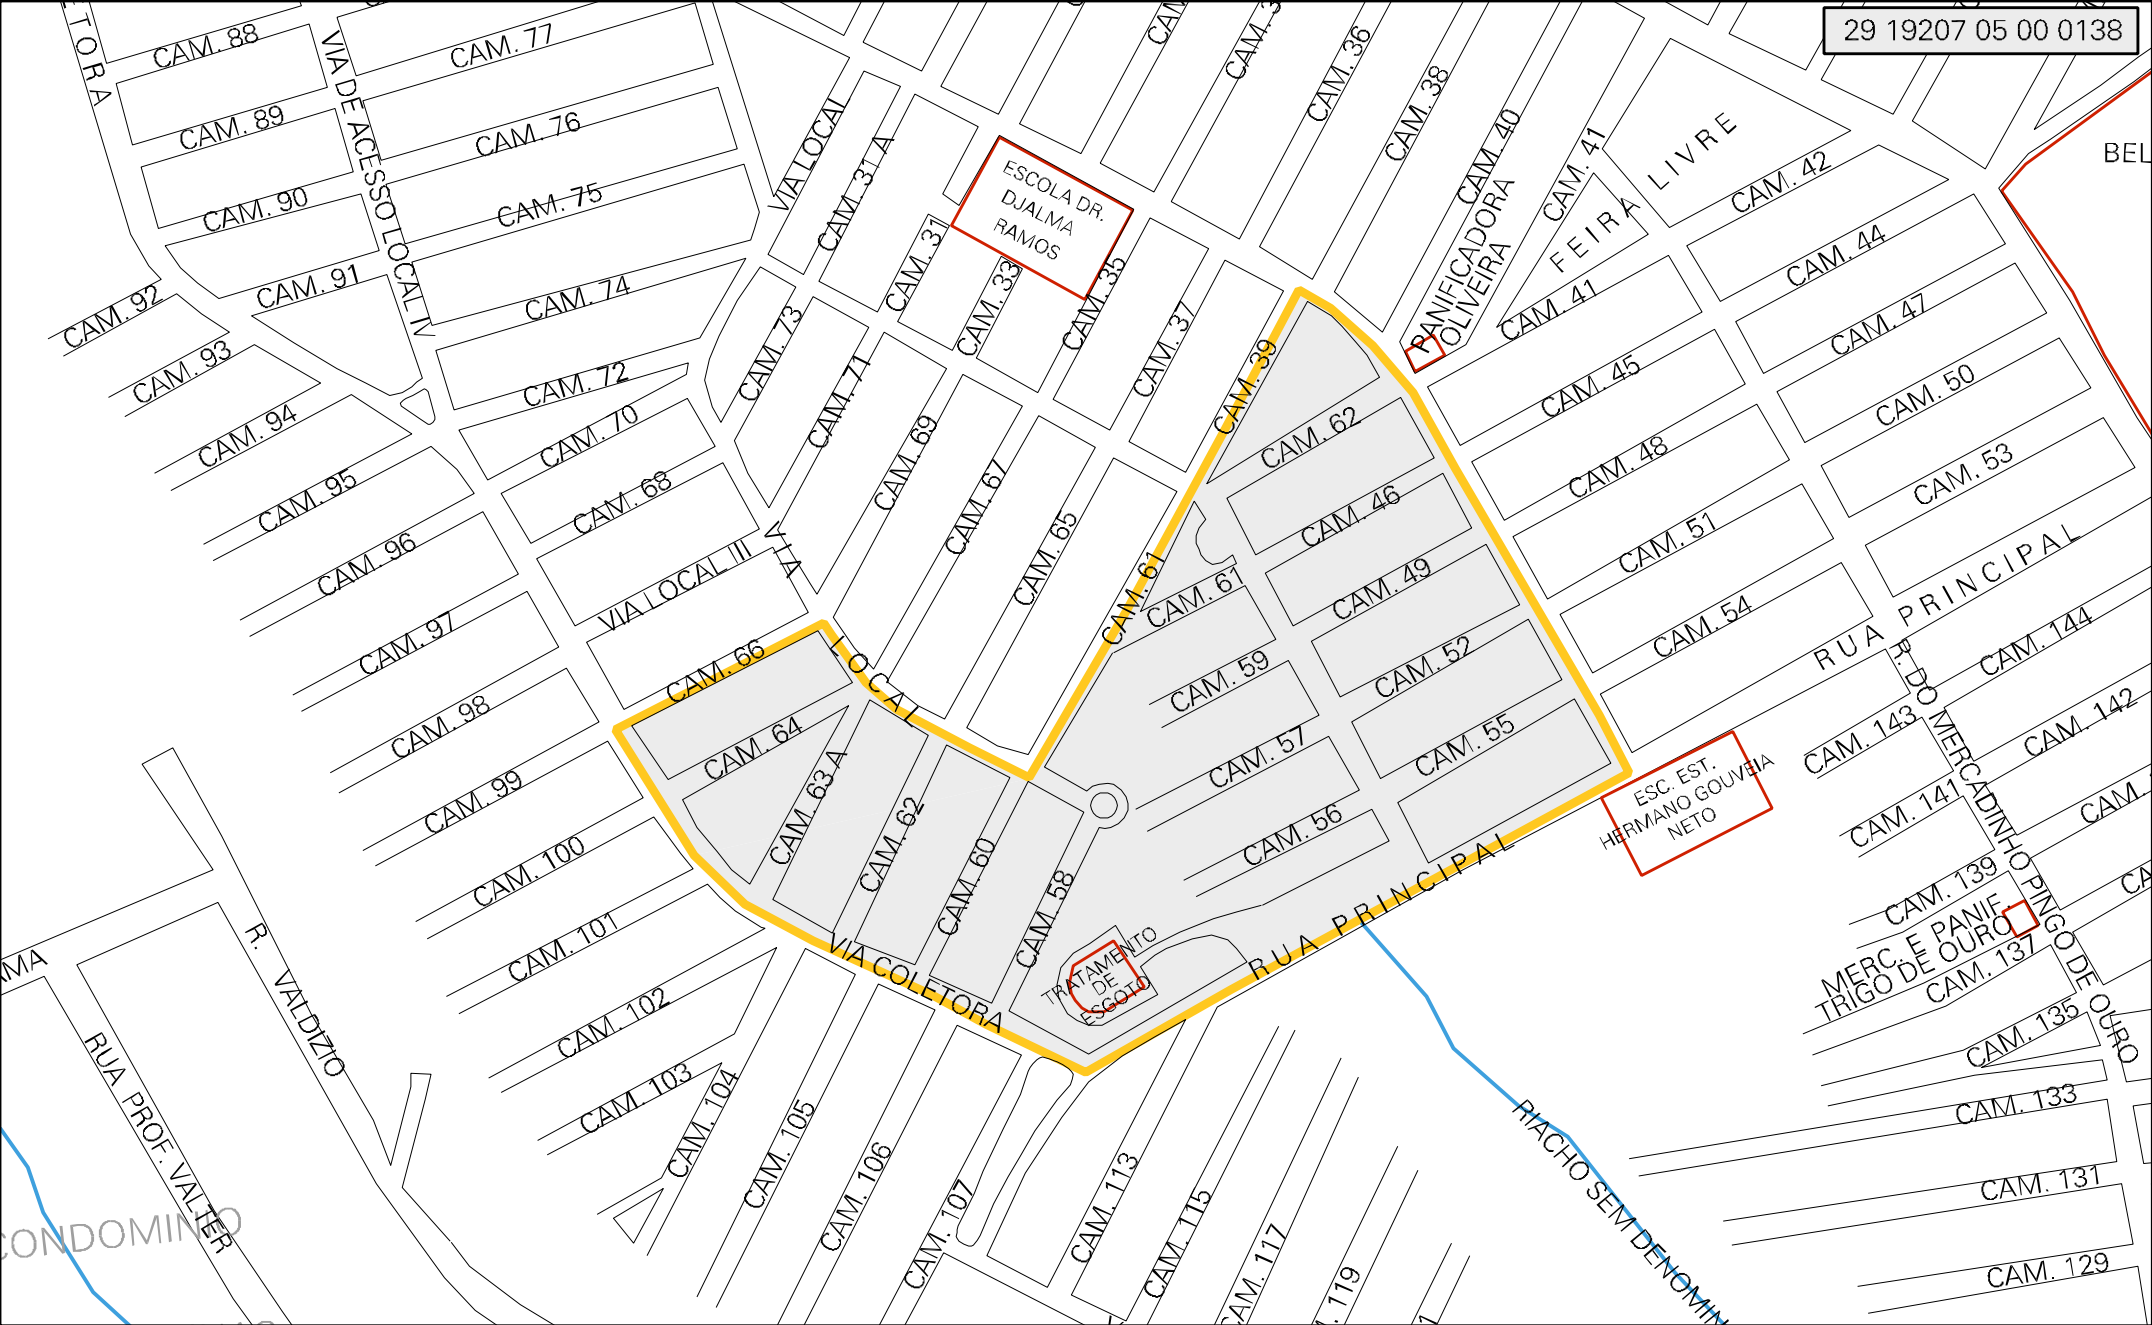 29 19207 05 00 0138
ETORA
CAM. 88
CAM. 77
CAM. 89
CAM. 76
CAM. 90
CAM. 75
CAM. 91
CAM. 74
CAM. 92
CAM. 93
CAM. 72
CAM. 94
CAM. 70
CAM. 95
CAM. 68
CAM. 96
VIA LOCAL III
CAM. 97
CAM. 66
CAM. 98
CAM. 64
CAM. 99
CAM. 100
CAM. 101
CAM. 102
CAM. 103
CAM. 104
CAM. 105
CAM. 106
CAM. 107
CAM. 113
CAM. 115
CAM. 117
119
VIA DE ACESSO LOCAL IV
VIA LOCAL
CAM. 31 A
CAM. 31
CAM. 33
CAM. 35
CAM. 37
CAM. 39
CAM. 36
CAM. 38
CAM. 40
CAM. 41
ESCOLA DR.
DJALMA
RAMOS
PANIFICADORA
OLIVEIRA
FEIRA LIVRE
BEL
CAM. 42
CAM. 44
CAM. 41
CAM. 47
CAM. 45
CAM. 50
CAM. 48
CAM. 53
CAM. 51
CAM. 54
CAM. 73
CAM. 71
CAM. 69
CAM. 67
CAM. 65
CAM. 61
VIA LOCAL
CAM. 62
CAM. 46
CAM. 49
CAM. 61
CAM. 52
CAM. 59
CAM. 55
CAM. 57
CAM. 56
CAM. 63 A
CAM. 62
CAM. 60
CAM. 58
VIA COLETORA
TRATAMENTO
DE
ESGOTO
RUA PRINCIPAL
RUA PRINCIPAL
ESC. EST.
HERMANO GOUVEIA
NETO
R. DO MERCADINHO PINGO DE OURO
CAM. 144
CAM. 143
CAM. 142
CAM. 141
CAM.
CAM. 139
CA
MERC. E PANIF.
TRIGO DE OURO
CAM. 137
CAM. 135
CAM. 133
CAM. 131
CAM. 129
RIACHO SEM DENOMIN
R. VALDIZIO
RUA PROF. VALTER
CONDOMINIO
AMA